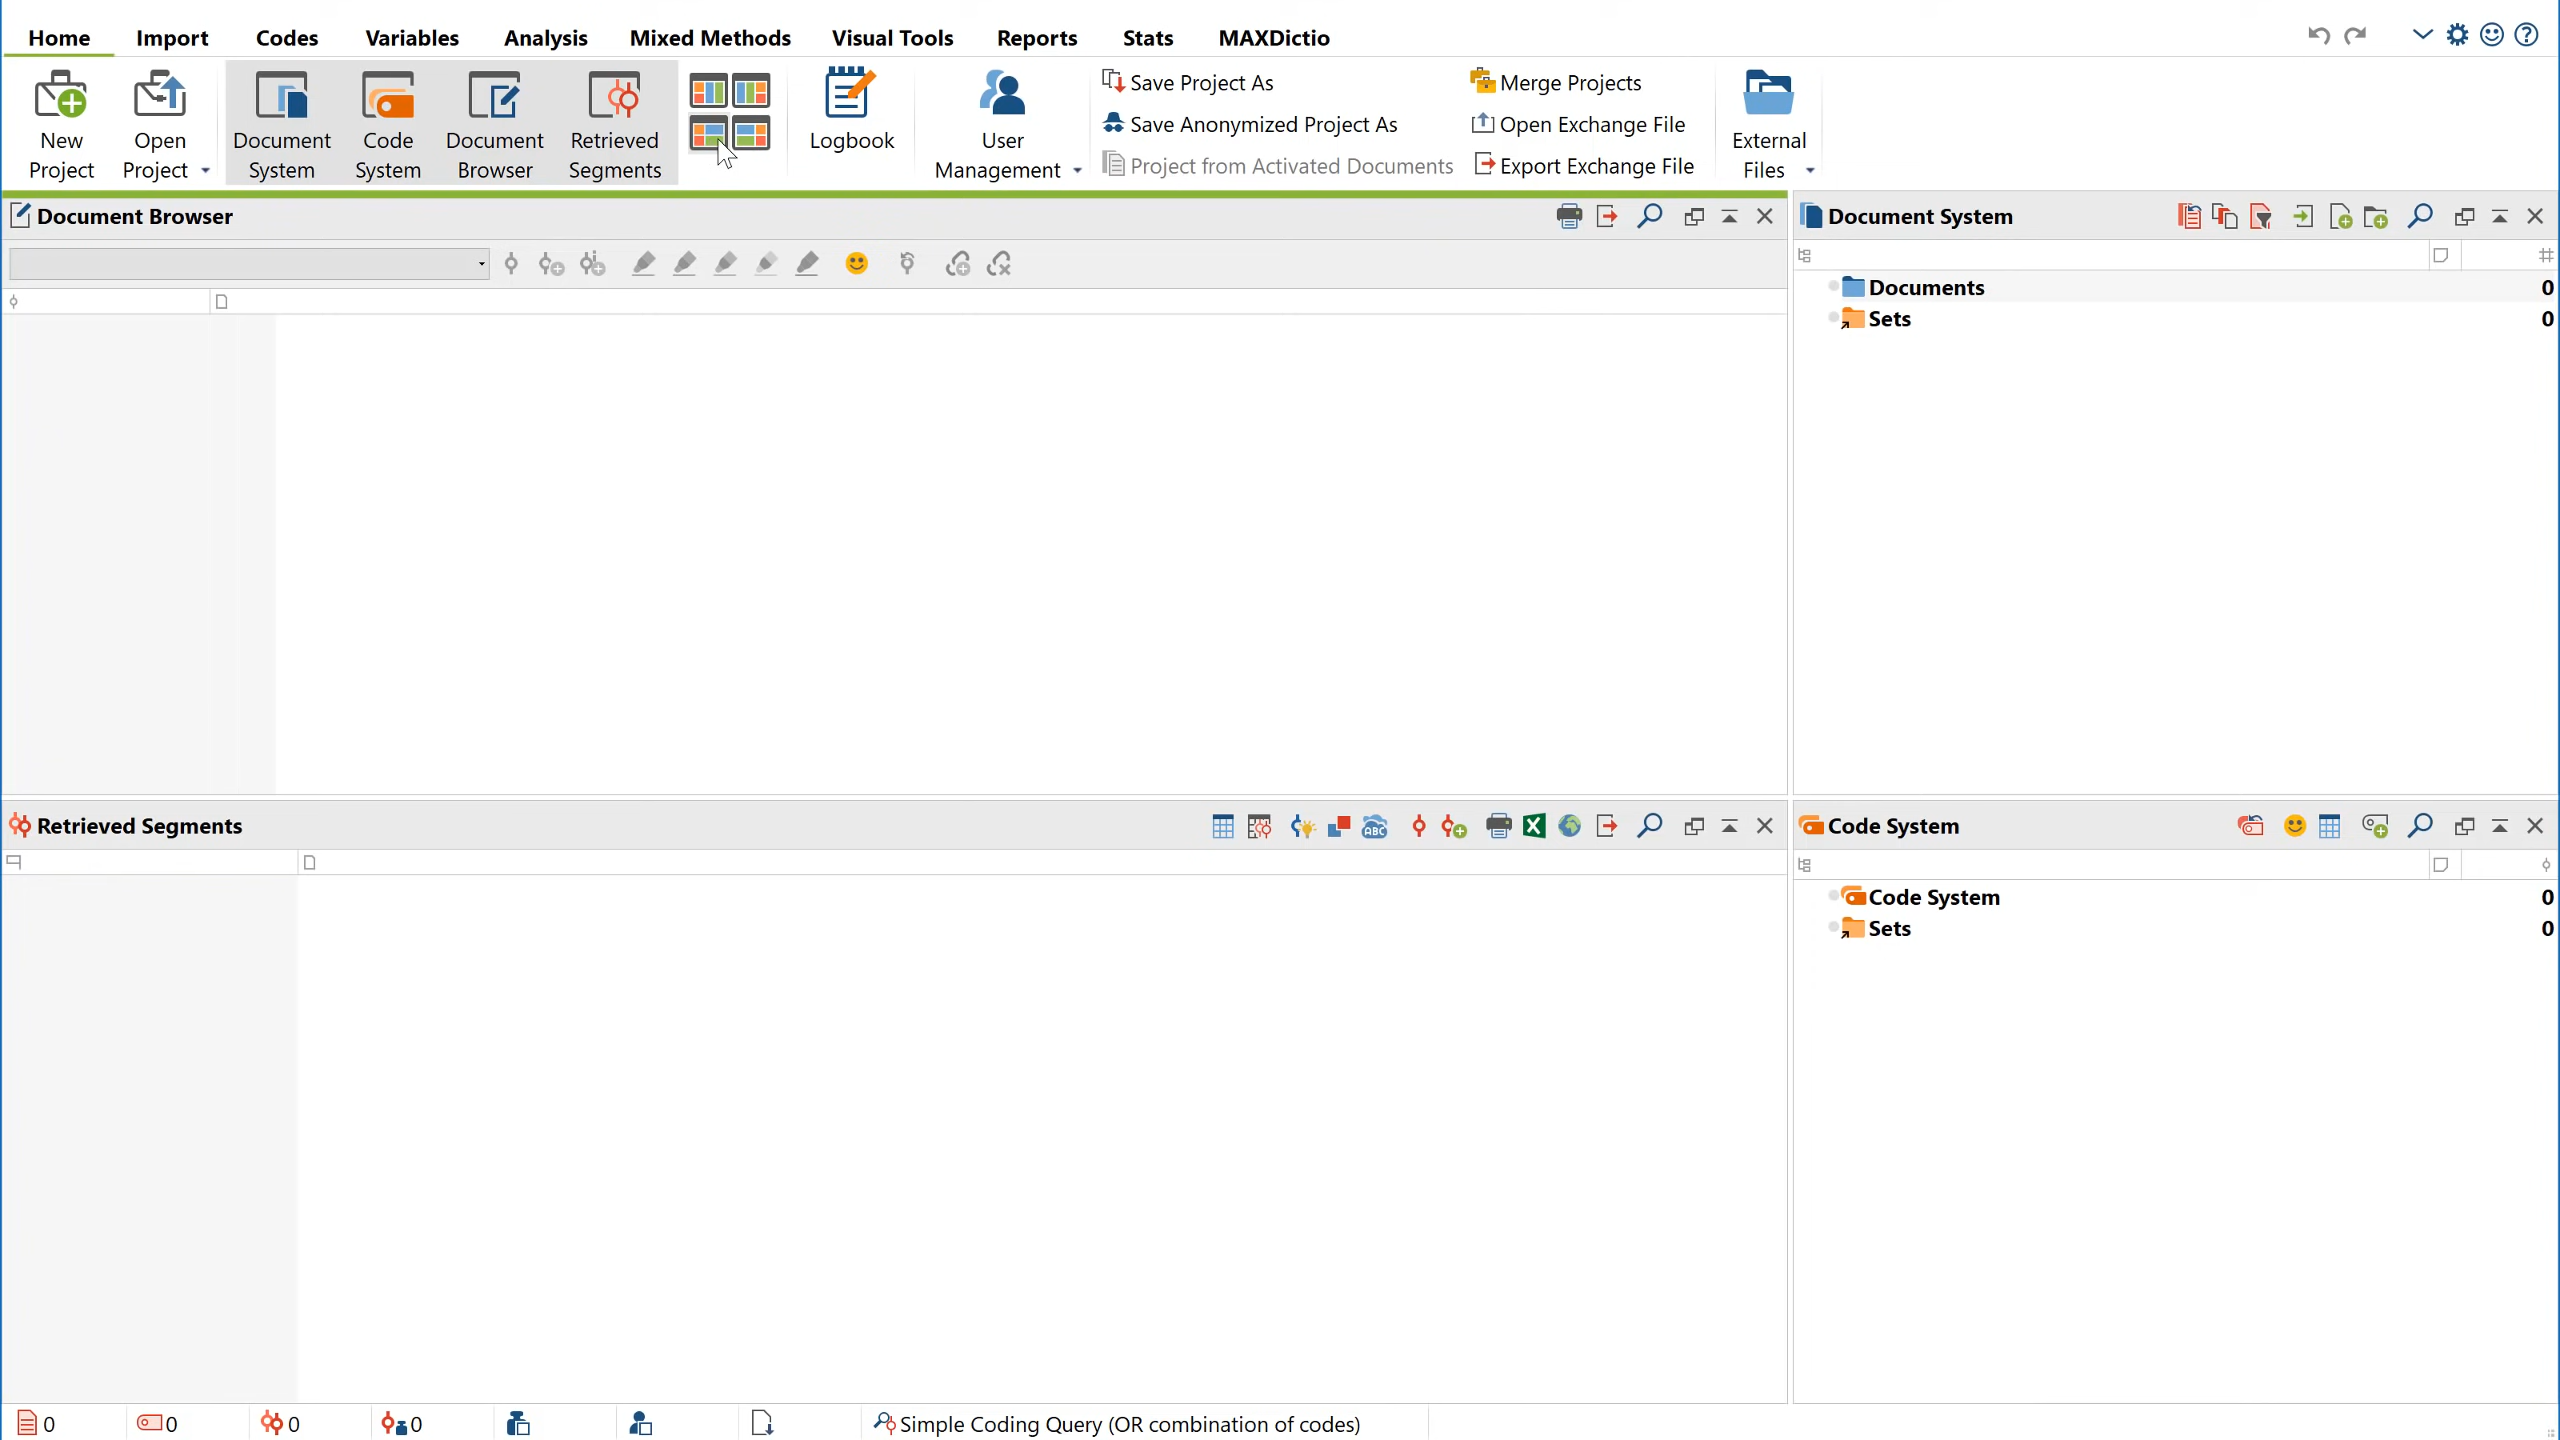 Home Import Codes Variables Analysis Mixed Methods Visual Tools Reports Stats MAXDictio
New Project
Open Project
Document System
Code System
Document Browser
Retrieved Segments
Logbook
User Management
Save Project As
Save Anonymized Project As
Project from Activated Documents
Merge Projects
Open Exchange File
Export Exchange File
External Files
Document Browser
Document System
Documents 0
Sets 0
Retrieved Segments
ABC
Code System
Code System 0
Sets 0
0 0 0 0 Simple Coding Query (OR combination of codes)